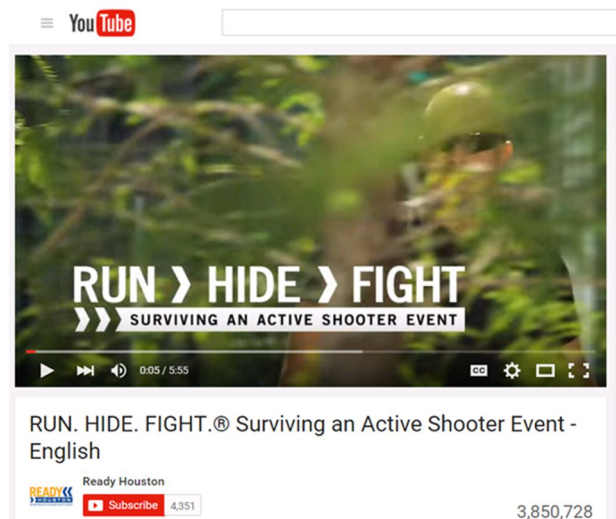 YouTube
RUN > HIDE > FIGHT
>>> SURVIVING AN ACTIVE SHOOTER EVENT
0:05 / 5:55
CC
RUN. HIDE. FIGHT.® Surviving an Active Shooter Event -
English
Ready Houston
READY
HOUSTON
Subscribe 4,351
3,850,728